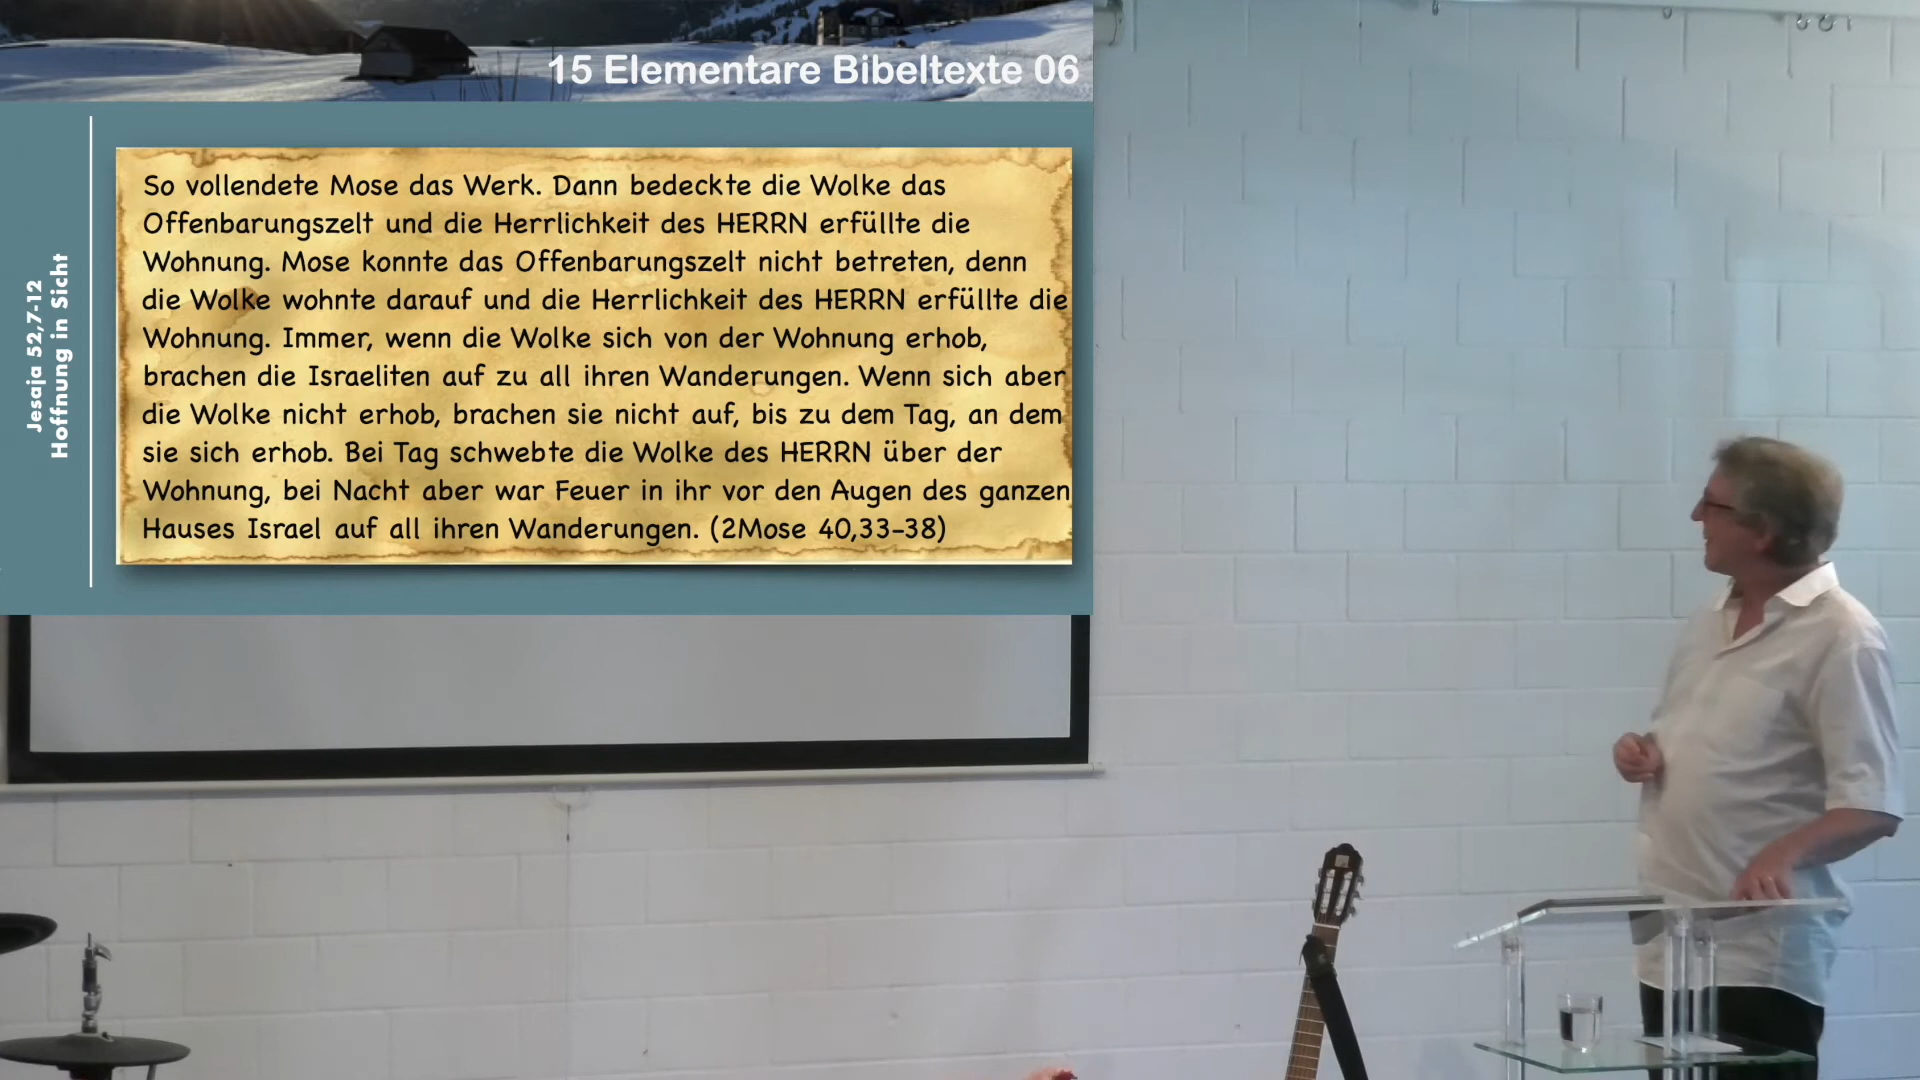 15 Elementare Bibeltexte 06
Jesaja 52,7-12
Hoffnung in Sicht
So vollendete Mose das Werk. Dann bedeckte die Wolke das
Offenbarungszelt und die Herrlichkeit des HERRN erfüllte die
Wohnung. Mose konnte das Offenbarungszelt nicht betreten, denn
die Wolke wohnte darauf und die Herrlichkeit des HERRN erfüllte die
Wohnung. Immer, wenn die Wolke sich von der Wohnung erhob,
brachen die Israeliten auf zu all ihren Wanderungen. Wenn sich aber
die Wolke nicht erhob, brachen sie nicht auf, bis zu dem Tag, an dem
sie sich erhob. Bei Tag schwebte die Wolke des HERRN über der
Wohnung, bei Nacht aber war Feuer in ihr vor den Augen des ganzen
Hauses Israel auf all ihren Wanderungen. (2Mose 40,33-38)